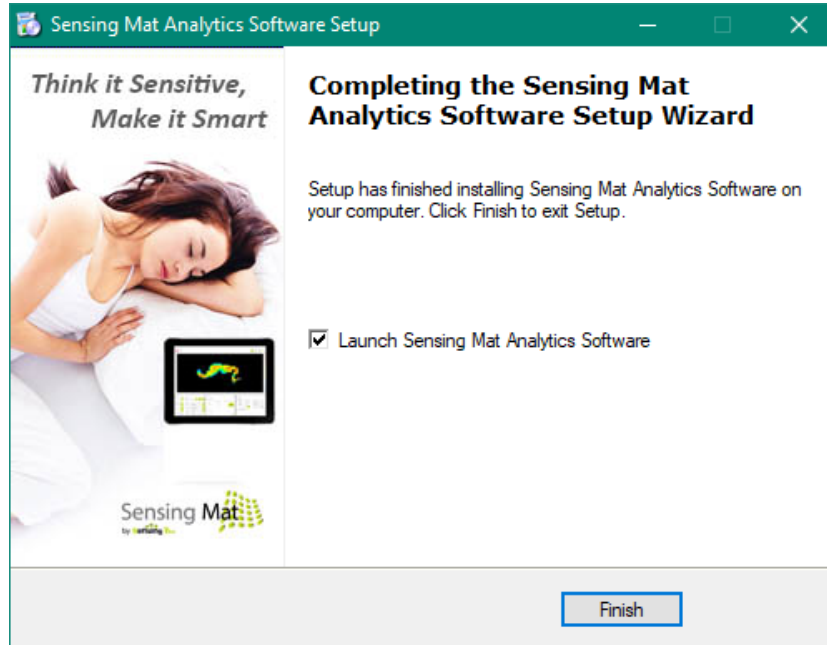 Sensing Mat Analytics Software Setup
Think it Sensitive,
Make it Smart
Completing the Sensing Mat
Analytics Software Setup Wizard
Setup has finished installing Sensing Mat Analytics Software on
your computer. Click Finish to exit Setup.
Launch Sensing Mat Analytics Software
Sensing Mat
by
Finish